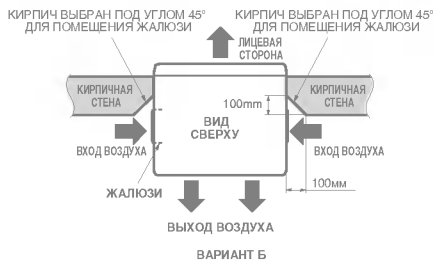 КИРПИЧ ВЫБРАН ПОД УГЛОМ 45°
ДЛЯ ПОМЕЩЕНИЯ ЖАЛЮЗИ
КИРПИЧ ВЫБРАН ПОД УГЛОМ 45°
ДЛЯ ПОМЕЩЕНИЯ ЖАЛЮЗИ
ЛИЦЕВАЯ
СТОРОНА
КИРПИЧНАЯ
СТЕНА
100mm
КИРПИЧНАЯ
СТЕНА
ВИД
СВЕРХУ
ВХОД ВОЗДУХА
ВХОД ВОЗДУХА
ЖАЛЮЗИ
100мм
ВЫХОД ВОЗДУХА
ВАРИАНТ Б